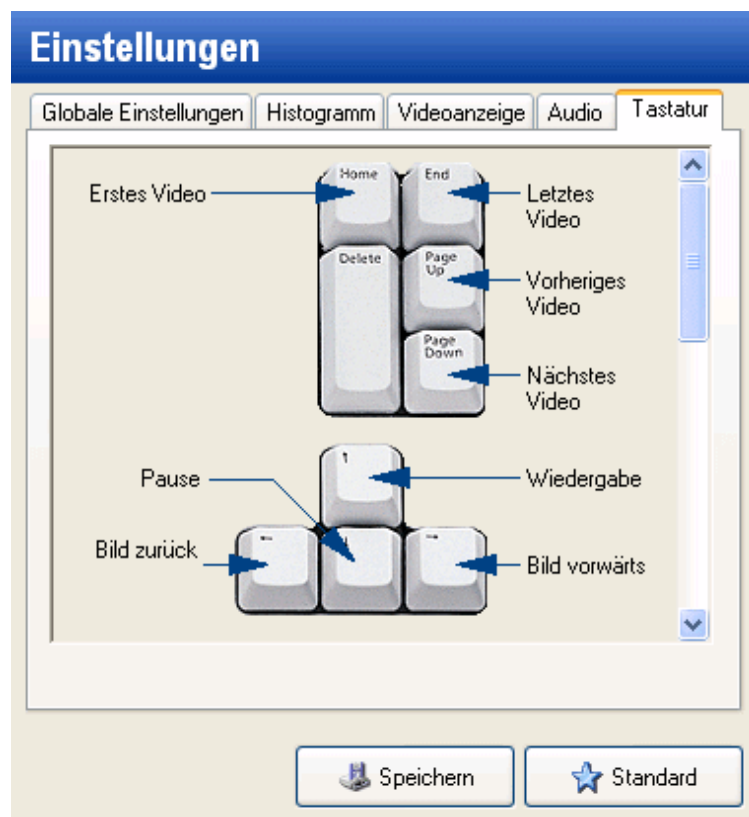 Einstellungen
Globale Einstellungen Histogramm Videoanzeige Audio Tastatur
Home End
Erstes Video
Letztes
Video
Delete Page
Up
Vorheriges
Video
Page
Down
Nächstes
Video
Pause
Wiedergabe
Bild zurück
Bild vorwärts
Speichern Standard